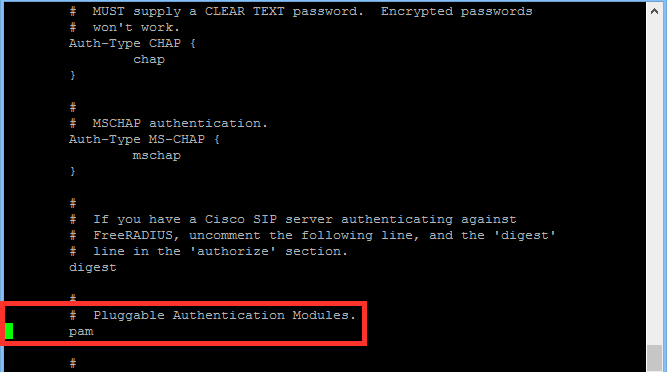 #  MUST supply a CLEAR TEXT password.  Encrypted passwords
#  won't work.
Auth-Type CHAP {
chap
}
#
#  MSCHAP authentication.
Auth-Type MS-CHAP {
mschap
}
#
#  If you have a Cisco SIP server authenticating against
#  FreeRADIUS, uncomment the following line, and the 'digest'
#  line in the 'authorize' section.
digest
#
#  Pluggable Authentication Modules.
pam
#